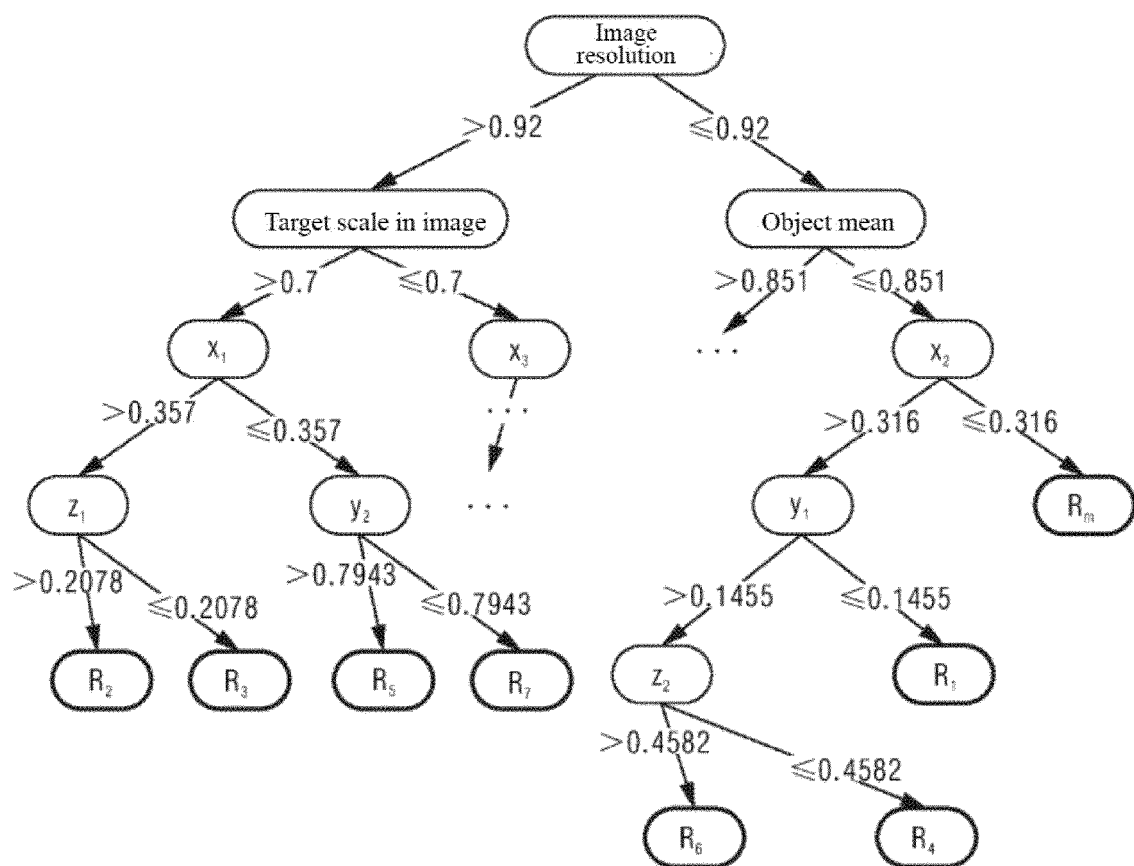 Image
resolution
>0.92 ≤0.92
Target scale in image Object mean
>0.7 ≤0.7 >0.851 ≤0.851
x₁ x₃ ... x₂
>0.357 ≤0.357 ... >0.316 ≤0.316
z₁ y₂ ... y₁ Rₘ
>0.2078 ≤0.2078 >0.7943 ≤0.7943 >0.1455 ≤0.1455
R₂ R₃ R₅ R₇ z₂ R₁
>0.4582 ≤0.4582
R₆ R₄